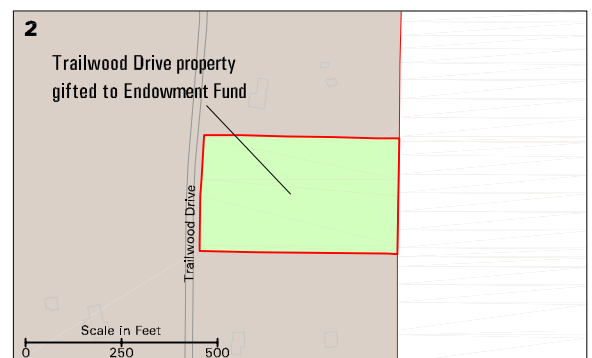 2
Trailwood Drive property
gifted to Endowment Fund
Trailwood Drive
Scale in Feet
0 250 500